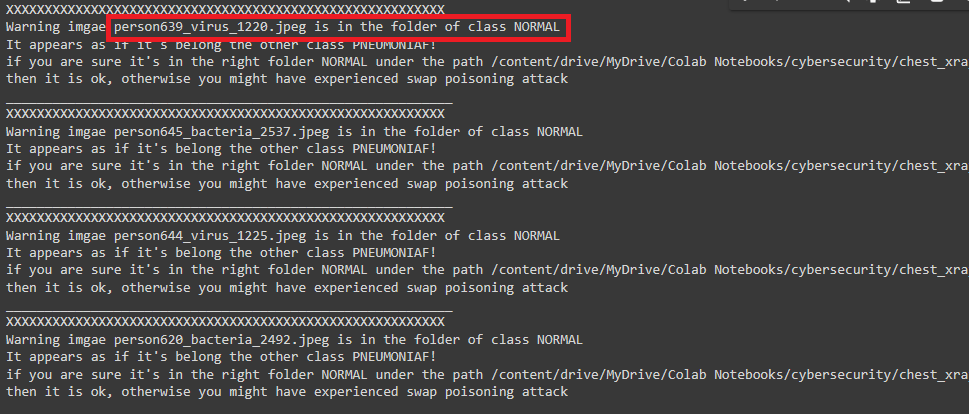 XXXXXXXXXXXXXXXXXXXXXXXXXXXXXXXXXXXXXXXXXXXXXXXXXXXXXXXXX
Warning imgae person639_virus_1220.jpeg is in the folder of class NORMAL
It appears as if it's belong the other class PNEUMONIAF!
if you are sure it's in the right folder NORMAL under the path /content/drive/MyDrive/Colab Notebooks/cybersecurity/chest_xra
then it is ok, otherwise you might have experienced swap poisoning attack
__________________________________________________________
XXXXXXXXXXXXXXXXXXXXXXXXXXXXXXXXXXXXXXXXXXXXXXXXXXXXXXXXX
Warning imgae person645_bacteria_2537.jpeg is in the folder of class NORMAL
It appears as if it's belong the other class PNEUMONIAF!
if you are sure it's in the right folder NORMAL under the path /content/drive/MyDrive/Colab Notebooks/cybersecurity/chest_xra
then it is ok, otherwise you might have experienced swap poisoning attack
__________________________________________________________
XXXXXXXXXXXXXXXXXXXXXXXXXXXXXXXXXXXXXXXXXXXXXXXXXXXXXXXXX
Warning imgae person644_virus_1225.jpeg is in the folder of class NORMAL
It appears as if it's belong the other class PNEUMONIAF!
if you are sure it's in the right folder NORMAL under the path /content/drive/MyDrive/Colab Notebooks/cybersecurity/chest_xra
then it is ok, otherwise you might have experienced swap poisoning attack
__________________________________________________________
XXXXXXXXXXXXXXXXXXXXXXXXXXXXXXXXXXXXXXXXXXXXXXXXXXXXXXXXX
Warning imgae person620_bacteria_2492.jpeg is in the folder of class NORMAL
It appears as if it's belong the other class PNEUMONIAF!
if you are sure it's in the right folder NORMAL under the path /content/drive/MyDrive/Colab Notebooks/cybersecurity/chest_xra
then it is ok, otherwise you might have experienced swap poisoning attack